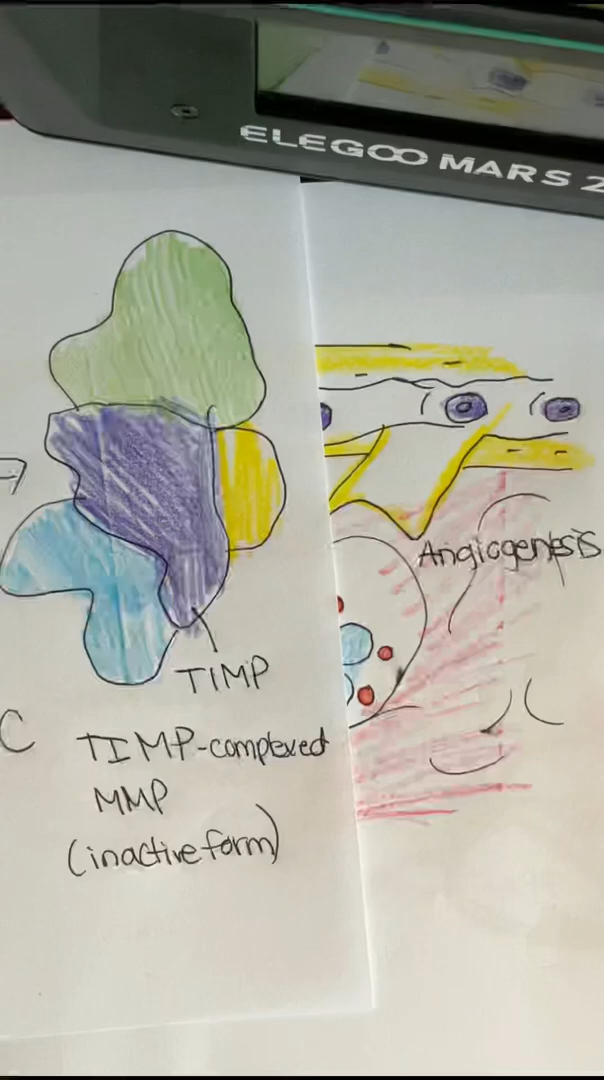 ELEGOO MARS 2
Angiogenesis
TIMP
C
TIMP-complexed
MMP
(inactive form)